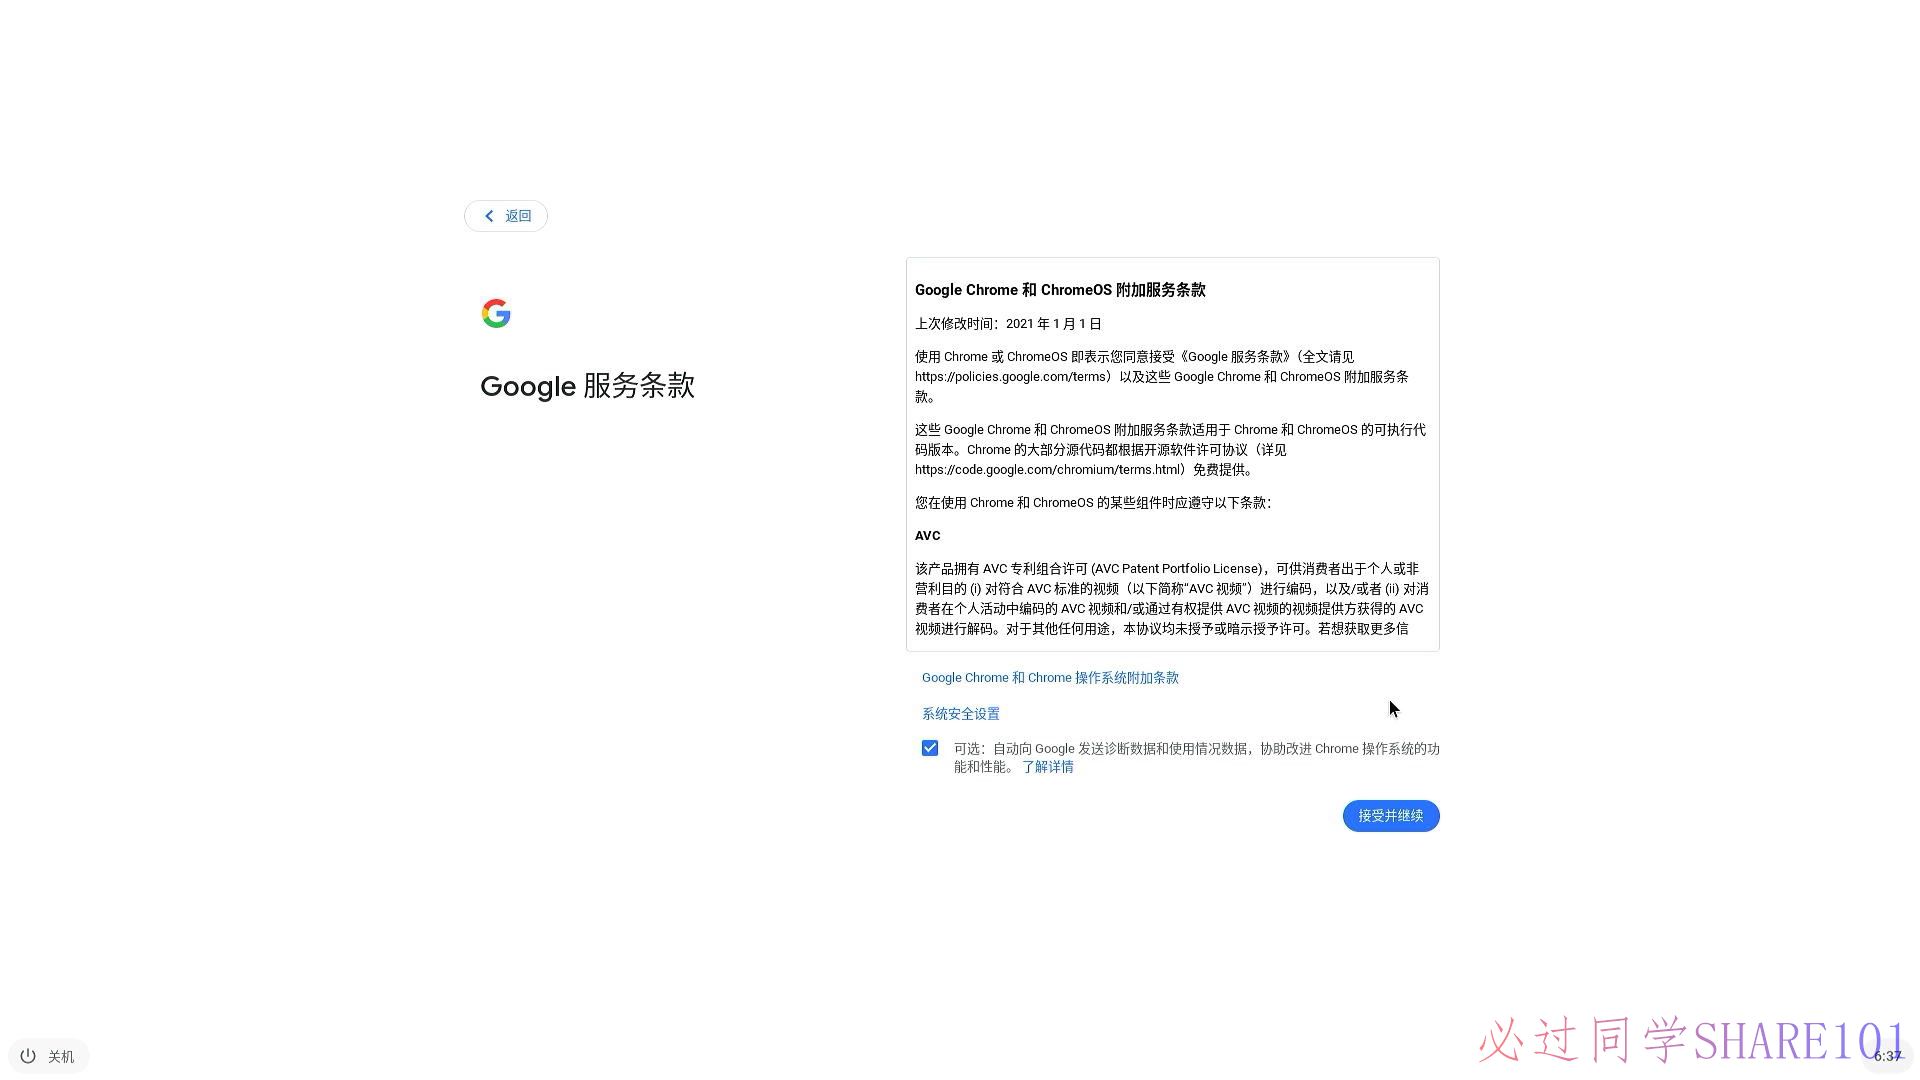 返回
Google 服务条款
Google Chrome 和 ChromeOS 附加服务条款
上次修改时间：2021 年 1 月 1 日
使用 Chrome 或 ChromeOS 即表示您同意接受《Google 服务条款》（全文请见
https://policies.google.com/terms）以及这些 Google Chrome 和 ChromeOS 附加服务条
款。
这些 Google Chrome 和 ChromeOS 附加服务条款适用于 Chrome 和 ChromeOS 的可执行代
码版本。Chrome 的大部分源代码都根据开源软件许可协议（详见
https://code.google.com/chromium/terms.html）免费提供。
您在使用 Chrome 和 ChromeOS 的某些组件时应遵守以下条款：
AVC
该产品拥有 AVC 专利组合许可 (AVC Patent Portfolio License)，可供消费者出于个人或非
营利目的 (i) 对符合 AVC 标准的视频（以下简称“AVC 视频”）进行编码，以及/或者 (ii) 对消
费者在个人活动中编码的 AVC 视频和/或通过有权提供 AVC 视频的视频提供方获得的 AVC
视频进行解码。对于其他任何用途，本协议均未授予或暗示授予许可。若想获取更多信
Google Chrome 和 Chrome 操作系统附加条款
系统安全设置
可选：自动向 Google 发送诊断数据和使用情况数据，协助改进 Chrome 操作系统的功
能和性能。 了解详情
接受并继续
关机
必过同学SHARE101
6:37